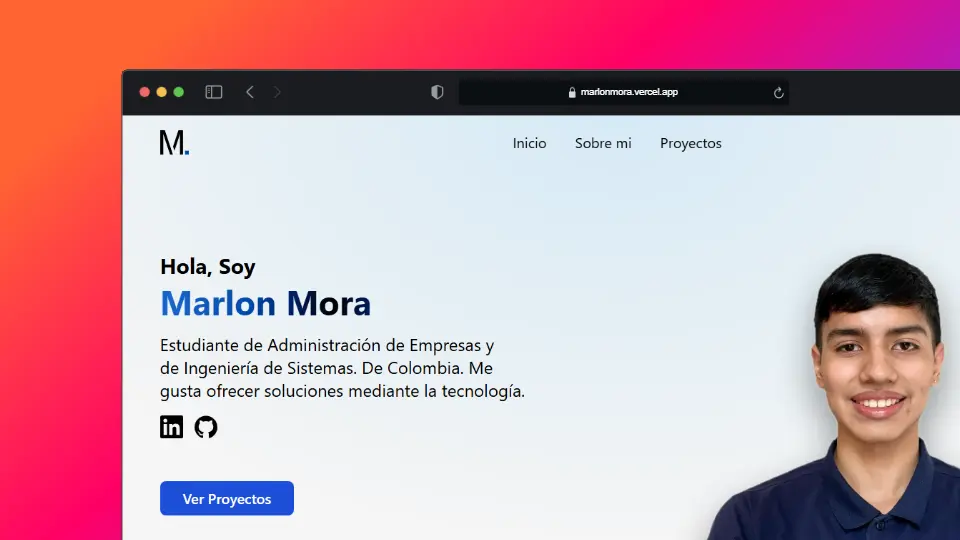 marlonmora.vercel.app
M.
Inicio
Sobre mi
Proyectos
Hola, Soy
Marlon Mora
Estudiante de Administración de Empresas y
de Ingeniería de Sistemas. De Colombia. Me
gusta ofrecer soluciones mediante la tecnología.
in
Ver Proyectos